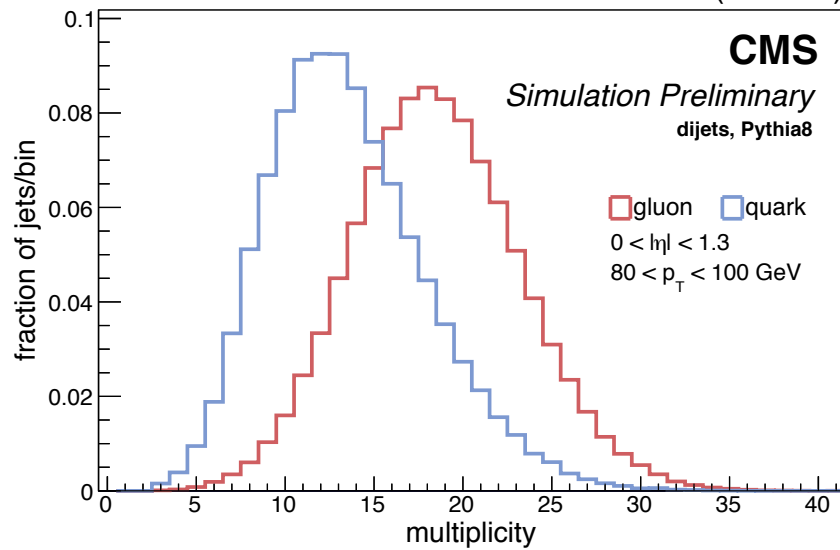 0.1
CMS
Simulation Preliminary
dijets, Pythia8
0.08
gluon quark
0 < |η| < 1.3
80 < p_T < 100 GeV
0.06
0.04
0.02
0
fraction of jets/bin
0 5 10 15 20 25 30 35 40
multiplicity